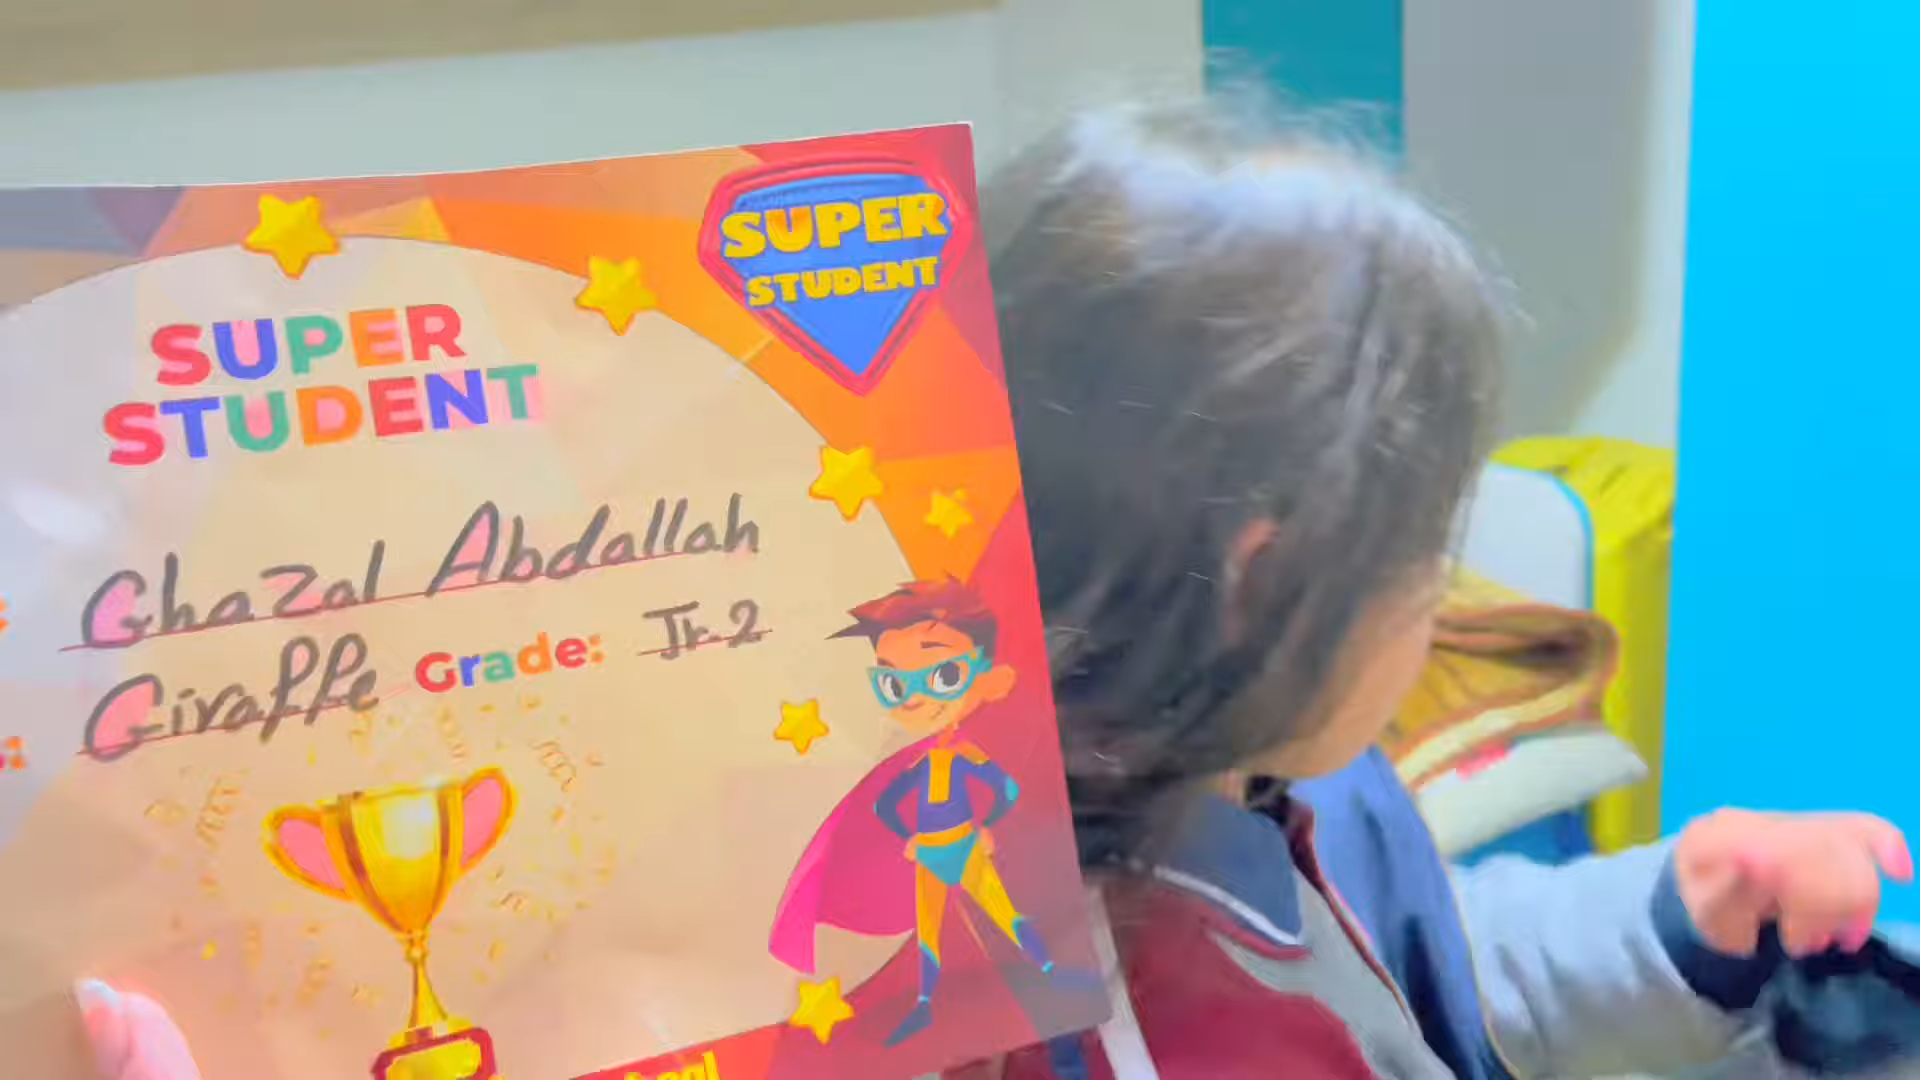 SUPER
STUDENT
SUPER
STUDENT
Ghazal Abdallah
Giraffe Grade: Jr.2